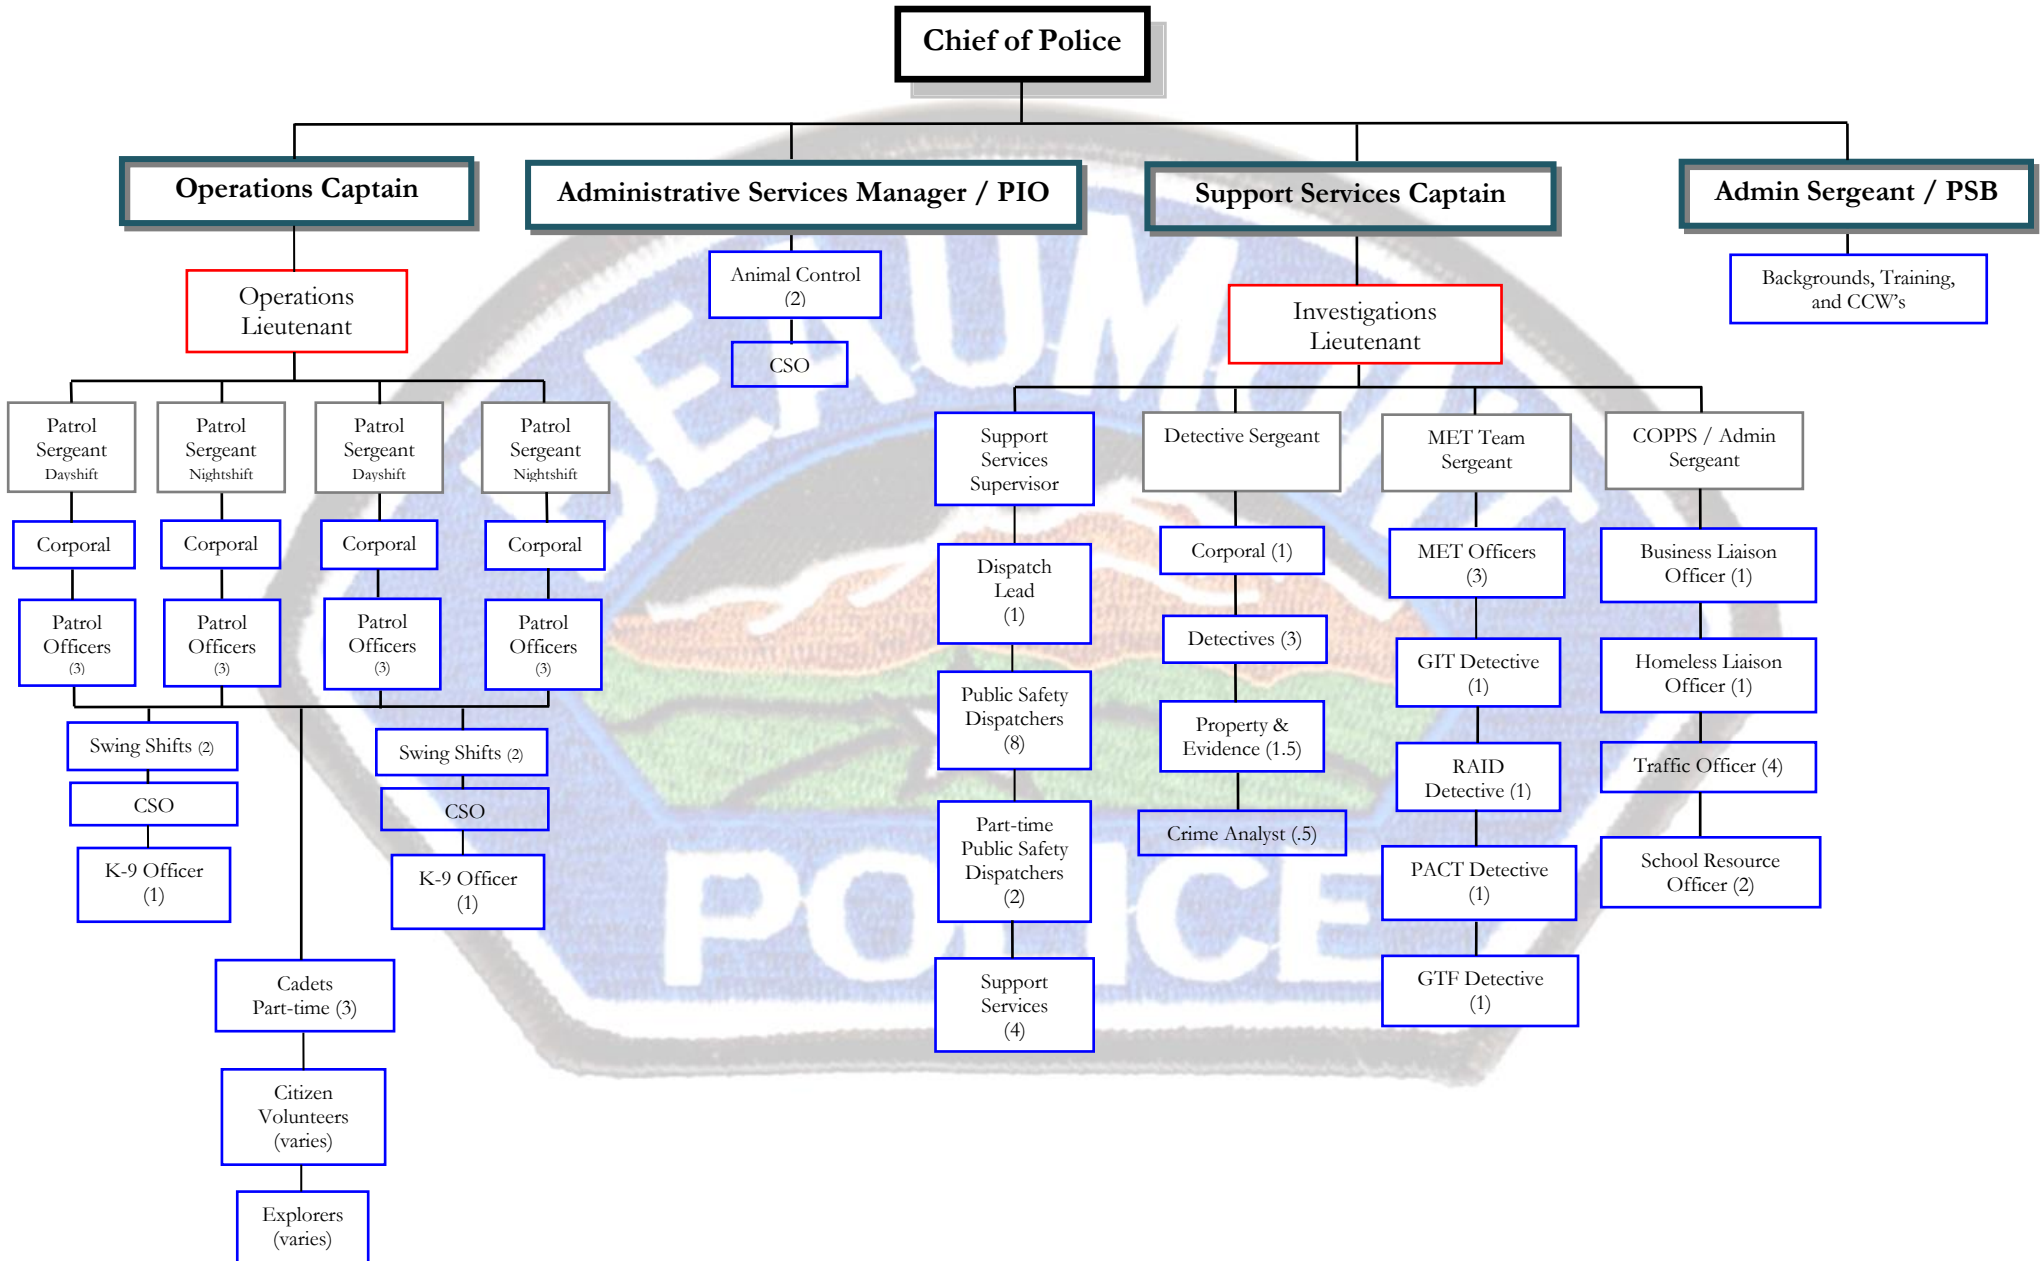 Chief of Police
Operations Captain
Administrative Services Manager / PIO
Support Services Captain
Admin Sergeant / PSB
Operations
Lieutenant
Animal Control
(2)
CSO
Investigations
Lieutenant
Backgrounds, Training,
and CCW's
Patrol
Sergeant
Dayshift
Patrol
Sergeant
Nightshift
Patrol
Sergeant
Dayshift
Patrol
Sergeant
Nightshift
Corporal
Corporal
Corporal
Corporal
Patrol
Officers
(3)
Patrol
Officers
(3)
Patrol
Officers
(3)
Patrol
Officers
(3)
Swing Shifts (2)
CSO
K-9 Officer
(1)
Swing Shifts (2)
CSO
K-9 Officer
(1)
Cadets
Part-time (3)
Citizen
Volunteers
(varies)
Explorers
(varies)
Support
Services
Supervisor
Dispatch
Lead
(1)
Public Safety
Dispatchers
(8)
Part-time
Public Safety
Dispatchers
(2)
Support
Services
(4)
Detective Sergeant
Corporal (1)
Detectives (3)
Property &
Evidence (1.5)
Crime Analyst (.5)
MET Team
Sergeant
MET Officers
(3)
GIT Detective
(1)
RAID
Detective (1)
PACT Detective
(1)
GTF Detective
(1)
COPPS / Admin
Sergeant
Business Liaison
Officer (1)
Homeless Liaison
Officer (1)
Traffic Officer (4)
School Resource
Officer (2)
BEAUMONT
POLICE